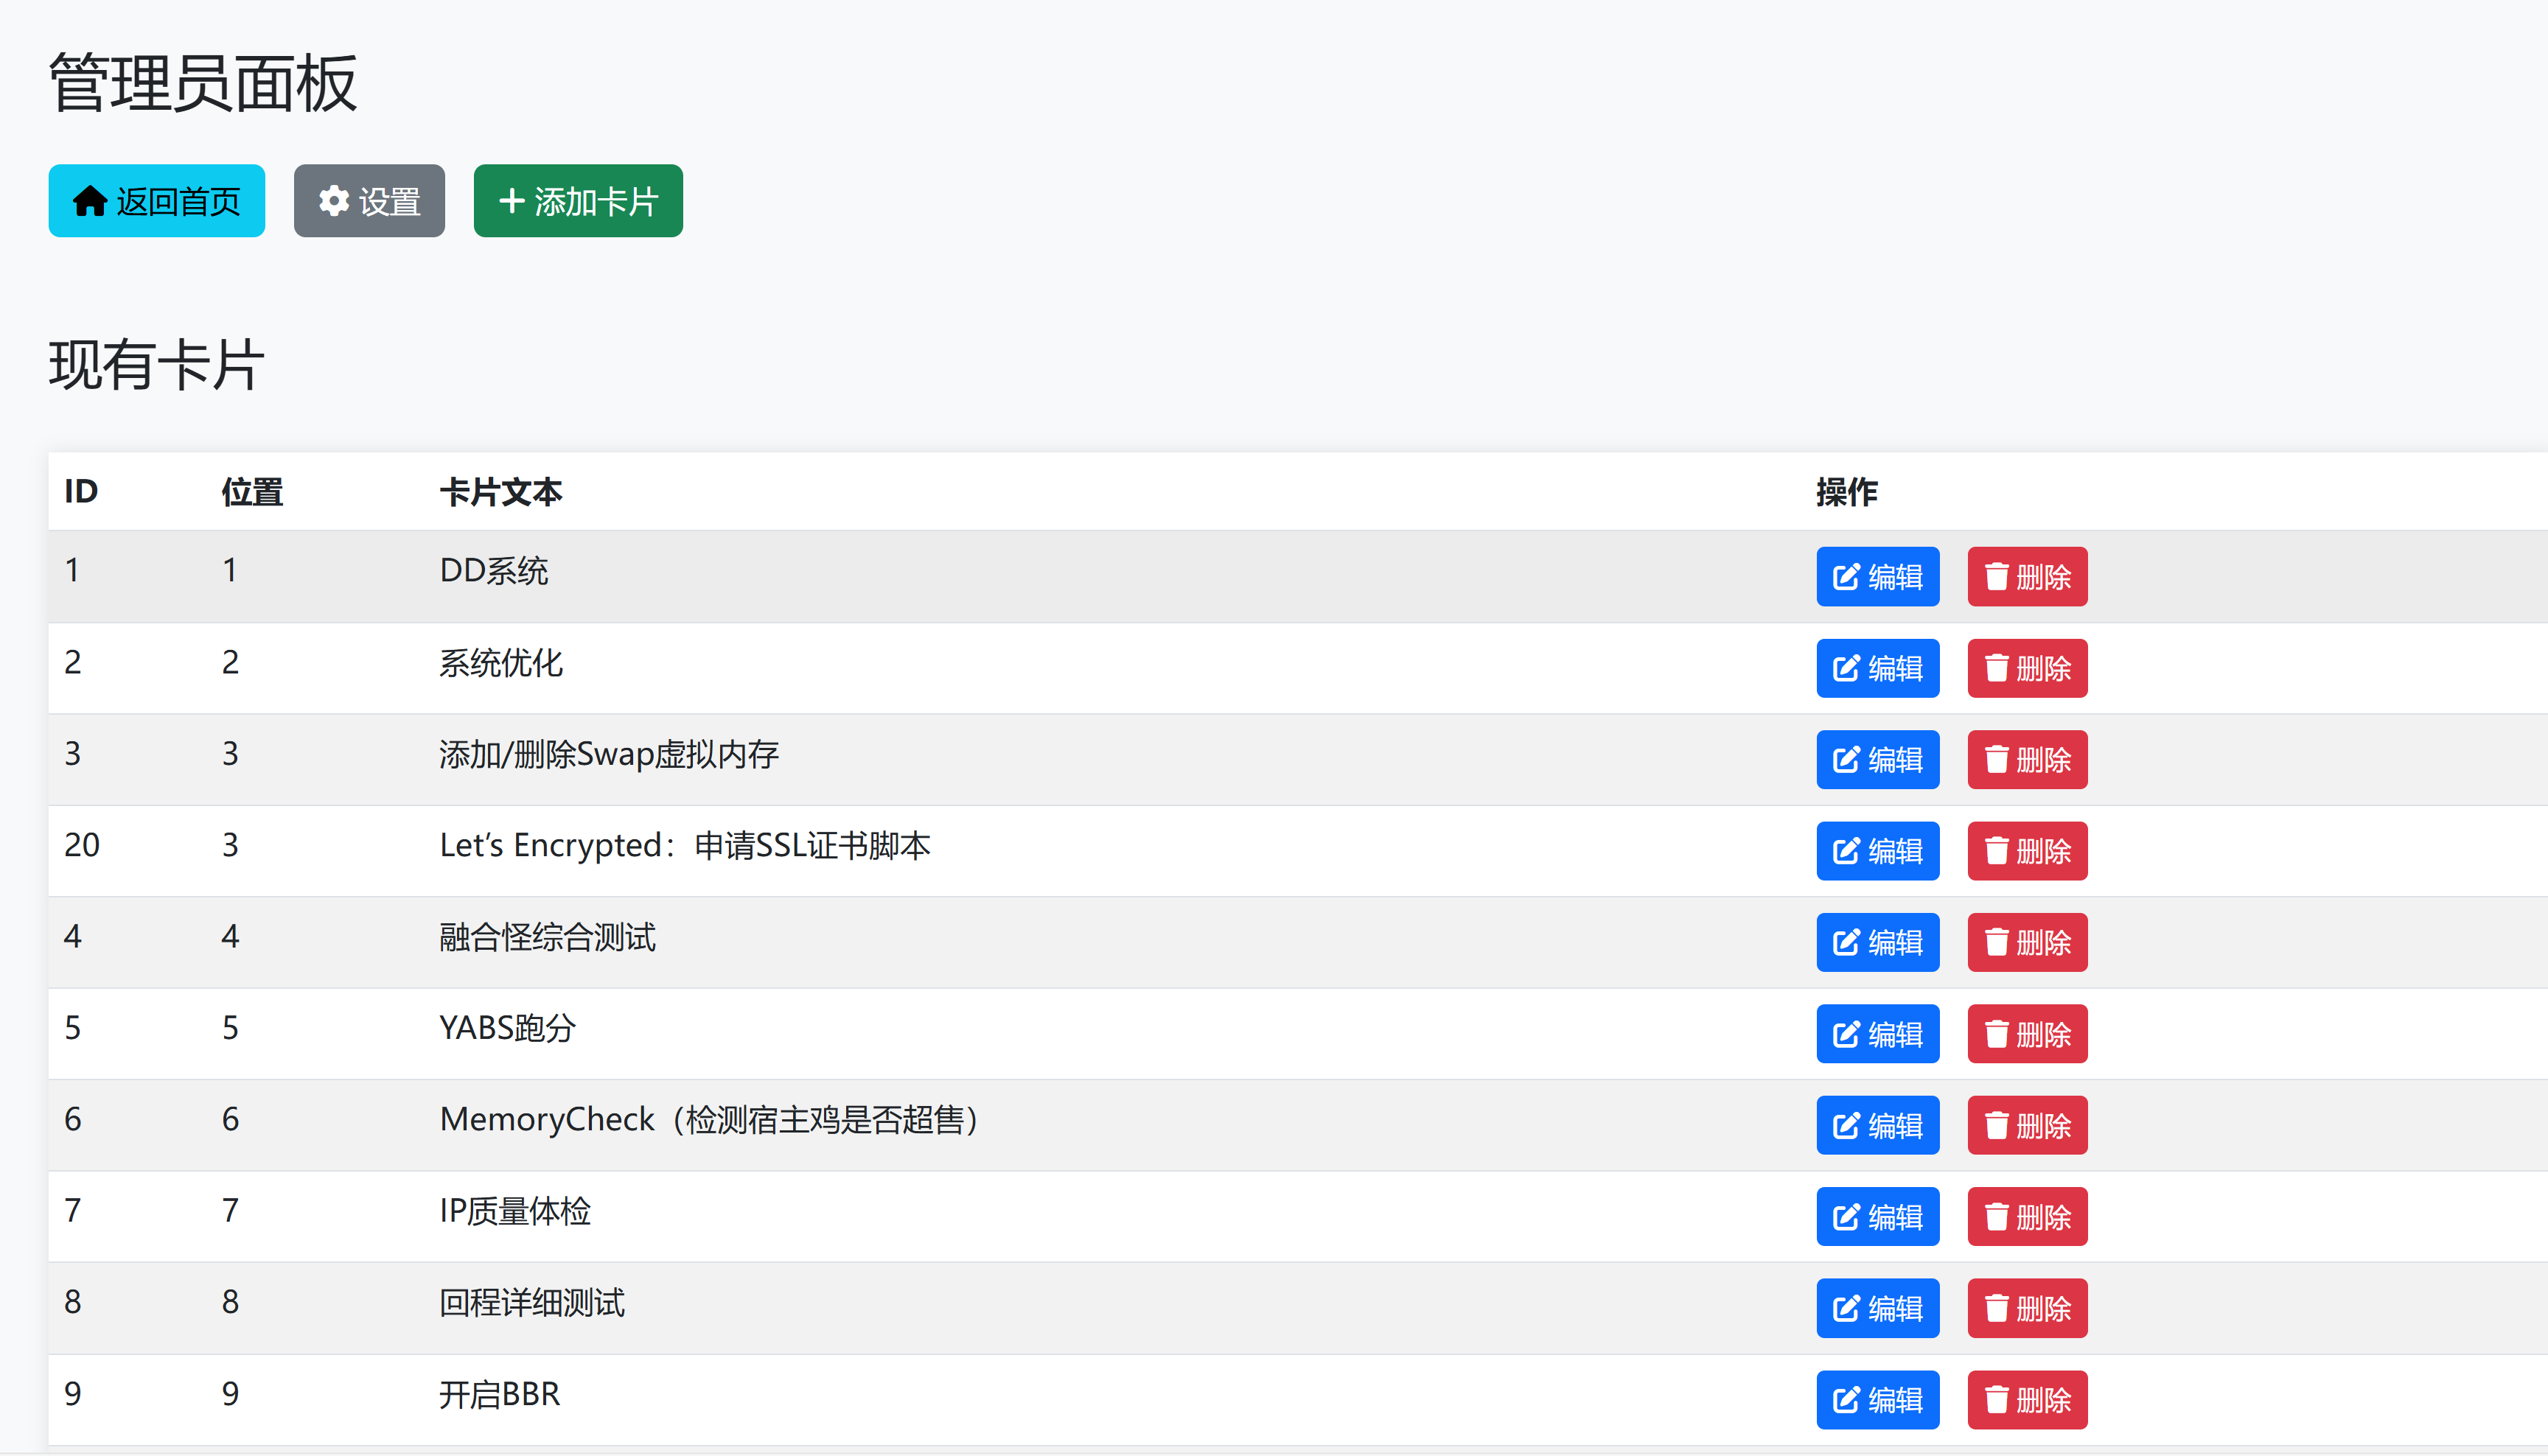 管理员面板
返回首页 设置 添加卡片
现有卡片
ID 位置 卡片文本 操作
1 1 DD系统 编辑 删除
2 2 系统优化 编辑 删除
3 3 添加/删除Swap虚拟内存 编辑 删除
20 3 Let’s Encrypted：申请SSL证书脚本 编辑 删除
4 4 融合怪综合测试 编辑 删除
5 5 YABS跑分 编辑 删除
6 6 MemoryCheck（检测宿主鸡是否超售） 编辑 删除
7 7 IP质量体检 编辑 删除
8 8 回程详细测试 编辑 删除
9 9 开启BBR 编辑 删除